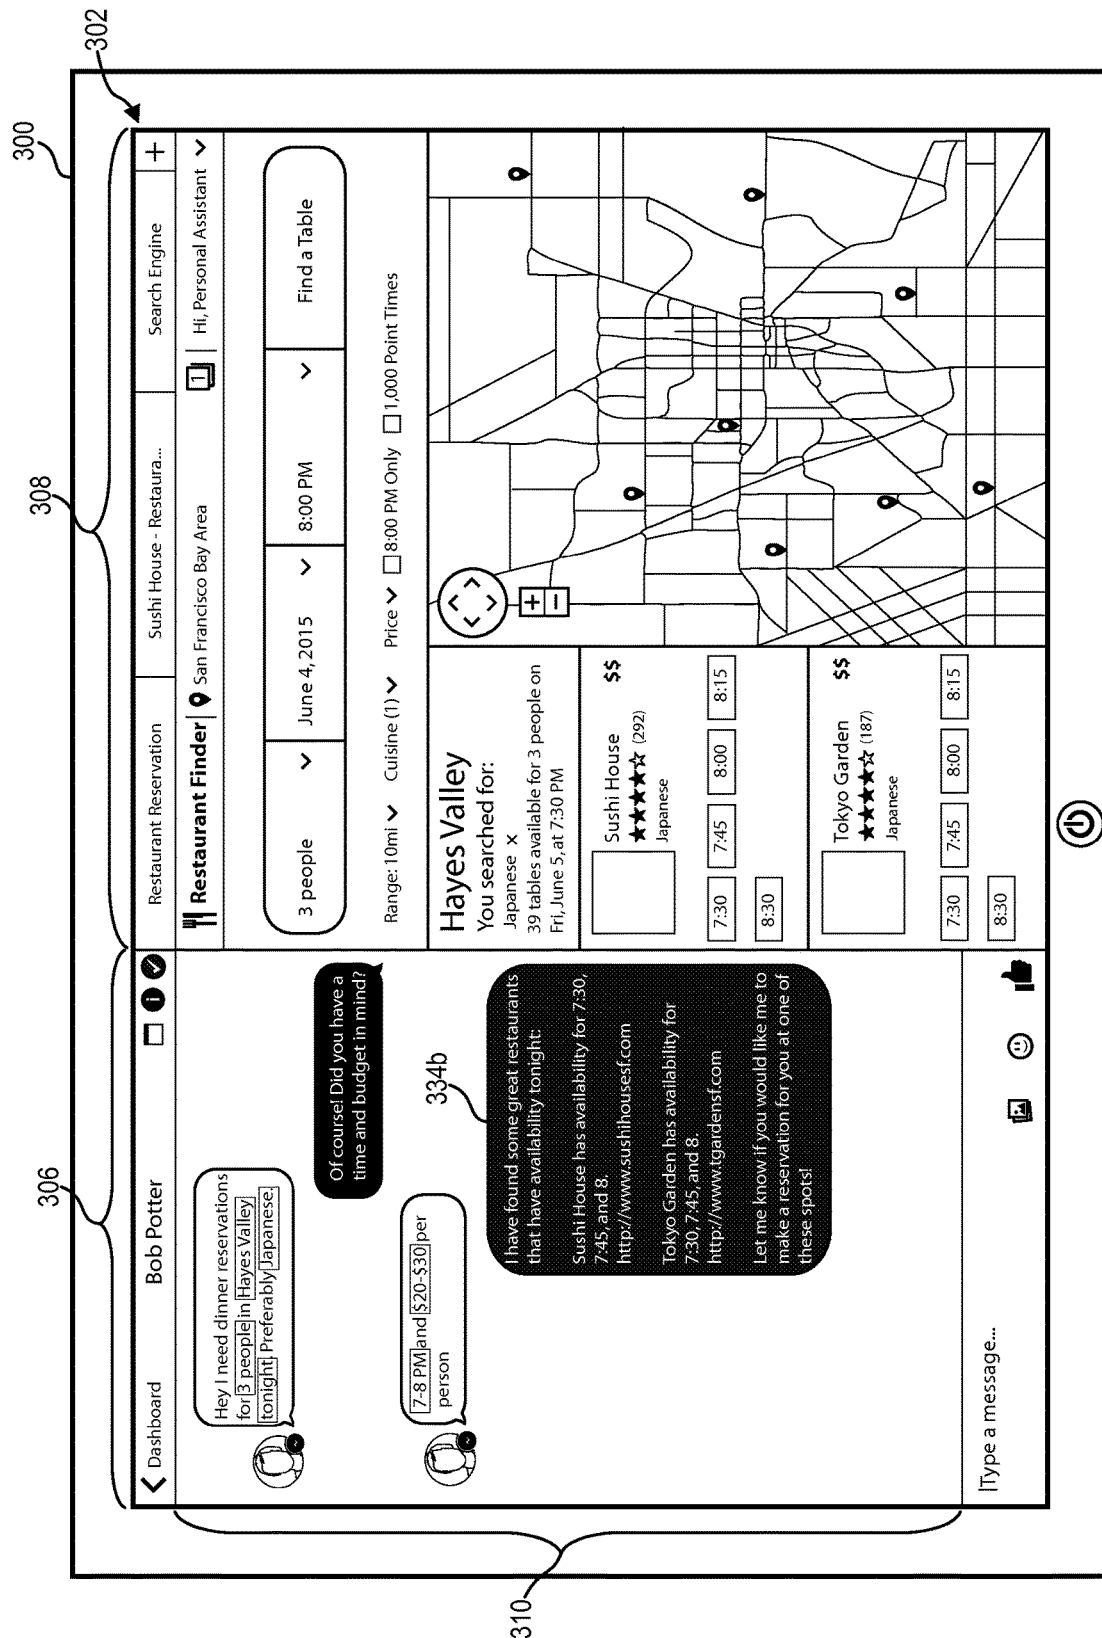 300
302
306
308
Dashboard
Bob Potter
Hey I need dinner reservations
for 3 people in Hayes Valley
tonight. Preferably Japanese.
Of course! Did you have a
time and budget in mind?
7-8 PM and $20-$30 per
person
334b
I have found some great restaurants
that have availability tonight:
Sushi House has availability for 7:30,
7:45, and 8.
http://www.sushihousesf.com
Tokyo Garden has availability for
7:30, 7:45, and 8.
http://www.tgardensf.com
Let me know if you would like me to
make a reservation for you at one of
these spots!
Type a message...
310
Restaurant Reservation
Sushi House - Restaura...
Search Engine
+
Restaurant Finder
San Francisco Bay Area
1
Hi, Personal Assistant
3 people
June 4, 2015
8:00 PM
Find a Table
Range: 10mi
Cuisine (1)
Price
8:00 PM Only
1,000 Point Times
Hayes Valley
You searched for:
Japanese ×
39 tables available for 3 people on
Fri, June 5, at 7:30 PM
Sushi House $$
★★★★☆ (292)
Japanese
7:30 7:45 8:00 8:15
8:30
Tokyo Garden $$
★★★★☆ (187)
Japanese
7:30 7:45 8:00 8:15
8:30
+
−